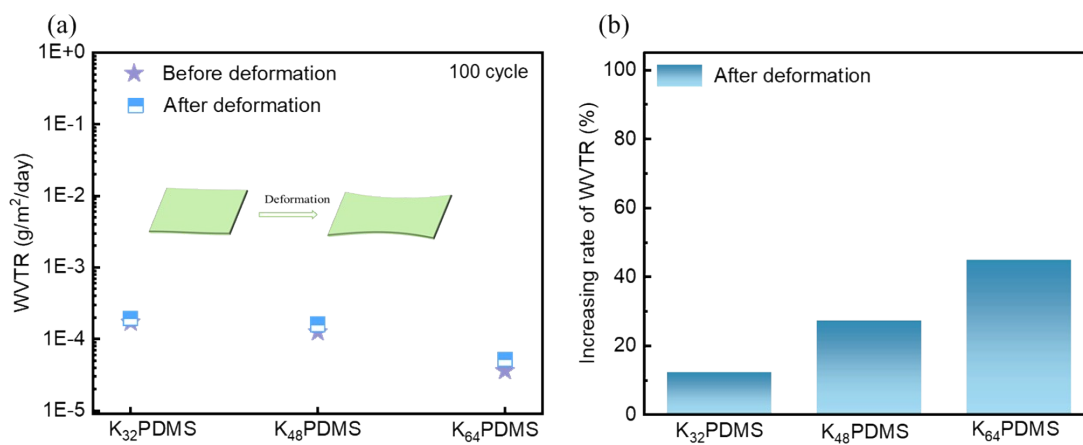 (a)
WVTR (g/m²/day)
1E+0
1E-1
1E-2
1E-3
1E-4
1E-5
Before deformation
After deformation
100 cycle
Deformation
K₃₂PDMS K₄₈PDMS K₆₄PDMS
(b)
Increasing rate of WVTR (%)
100
80
60
40
20
0
After deformation
K₃₂PDMS K₄₈PDMS K₆₄PDMS